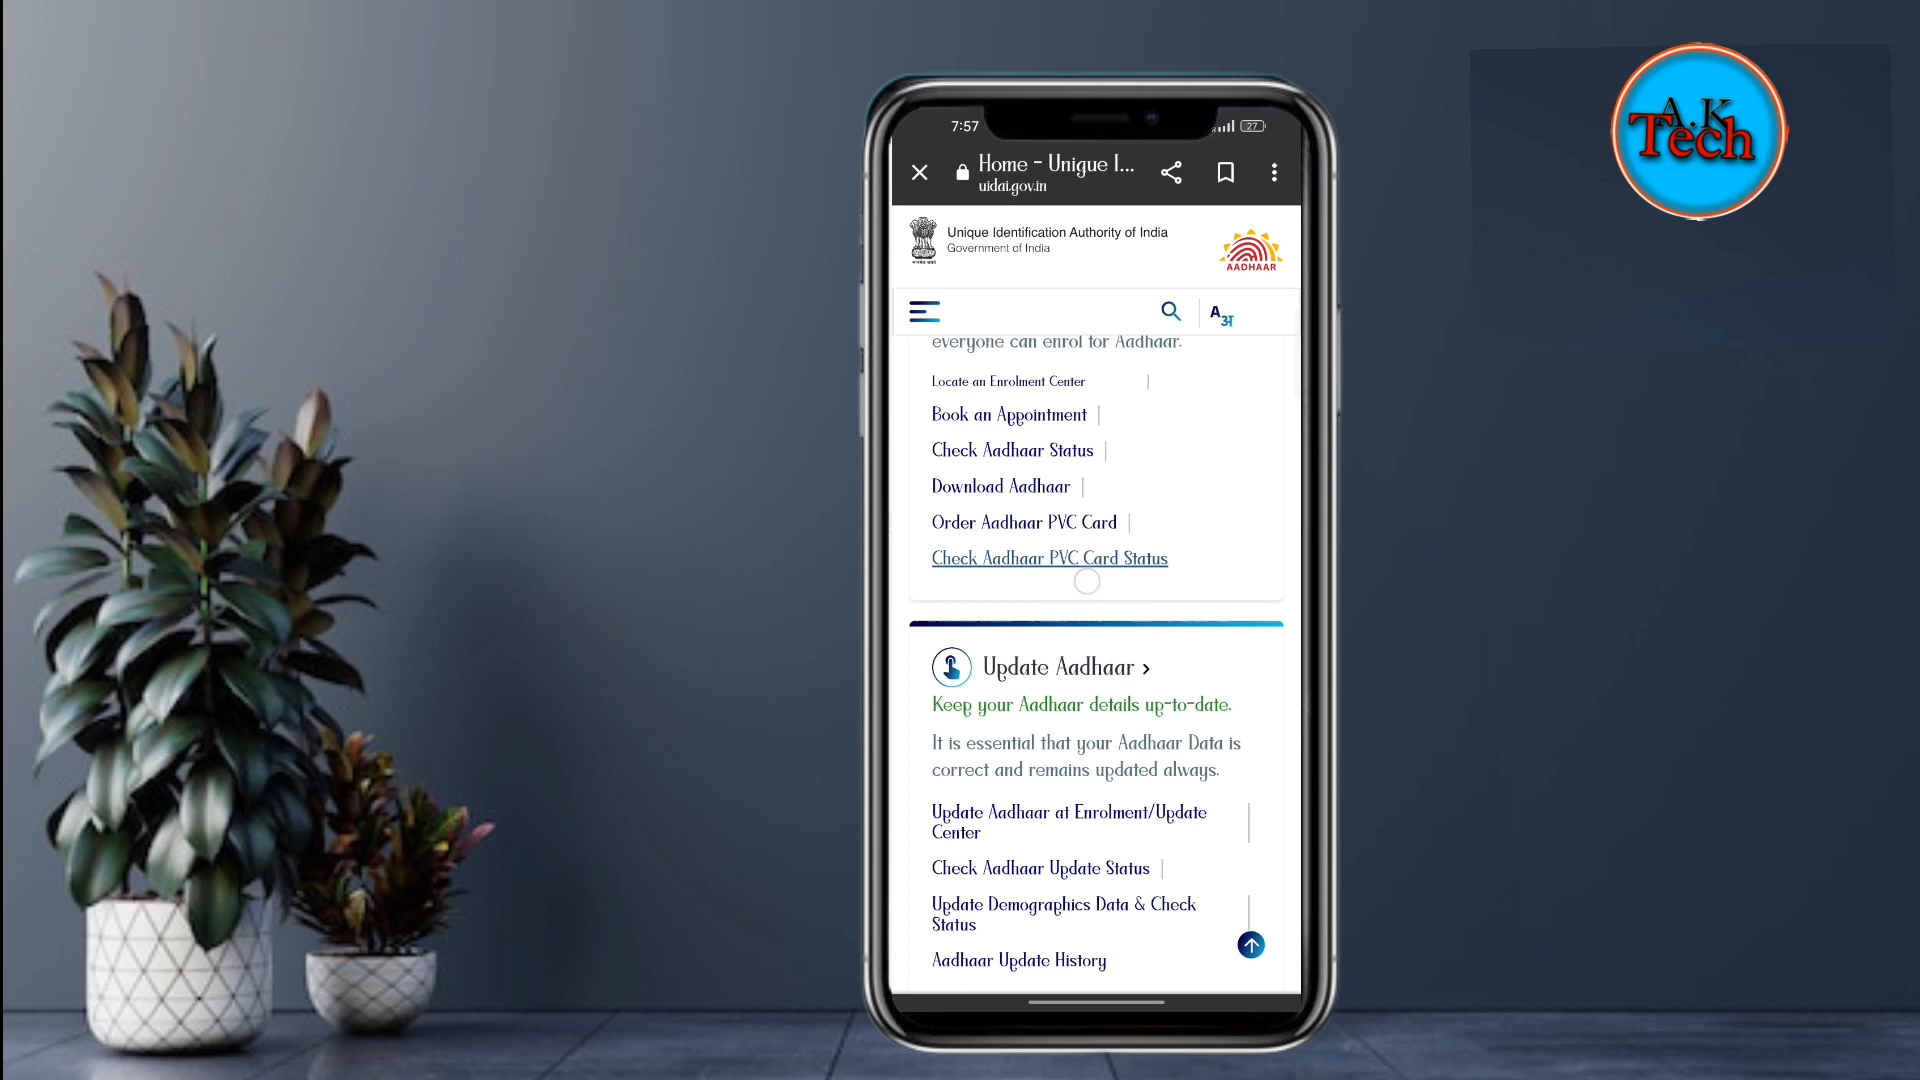 A.K
Tech
7:57
27
Home - Unique I...
uidai.gov.in
Unique Identification Authority of India
Government of India
AADHAAR
A अ
everyone can enrol for Aadhaar.
Locate an Enrolment Center
Book an Appointment
Check Aadhaar Status
Download Aadhaar
Order Aadhaar PVC Card
Check Aadhaar PVC Card Status
Update Aadhaar >
Keep your Aadhaar details up-to-date.
It is essential that your Aadhaar Data is
correct and remains updated always.
Update Aadhaar at Enrolment/Update
Center
Check Aadhaar Update Status
Update Demographics Data & Check
Status
Aadhaar Update History